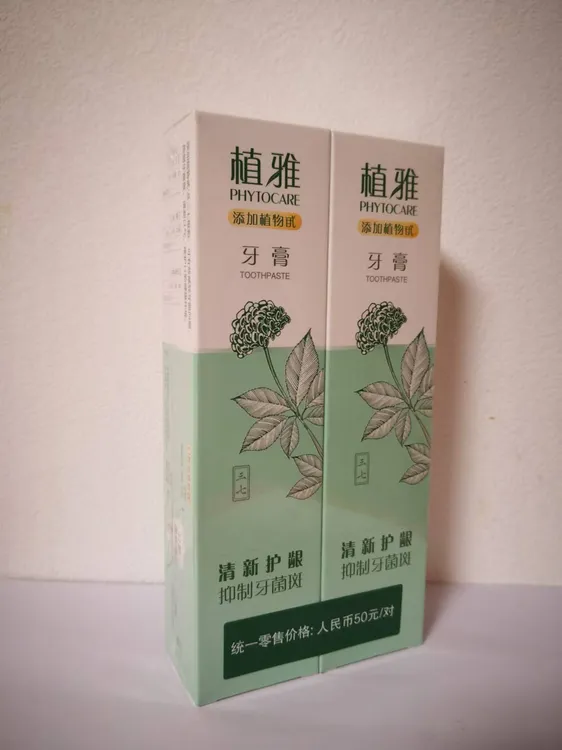 植雅
PHYTOCARE
添加植物甙
牙膏
TOOTHPASTE
三七
清新护龈
抑制牙菌斑
植雅
PHYTOCARE
添加植物甙
牙膏
TOOTHPASTE
三七
清新护龈
抑制牙菌斑
统一零售价格: 人民币50元/对